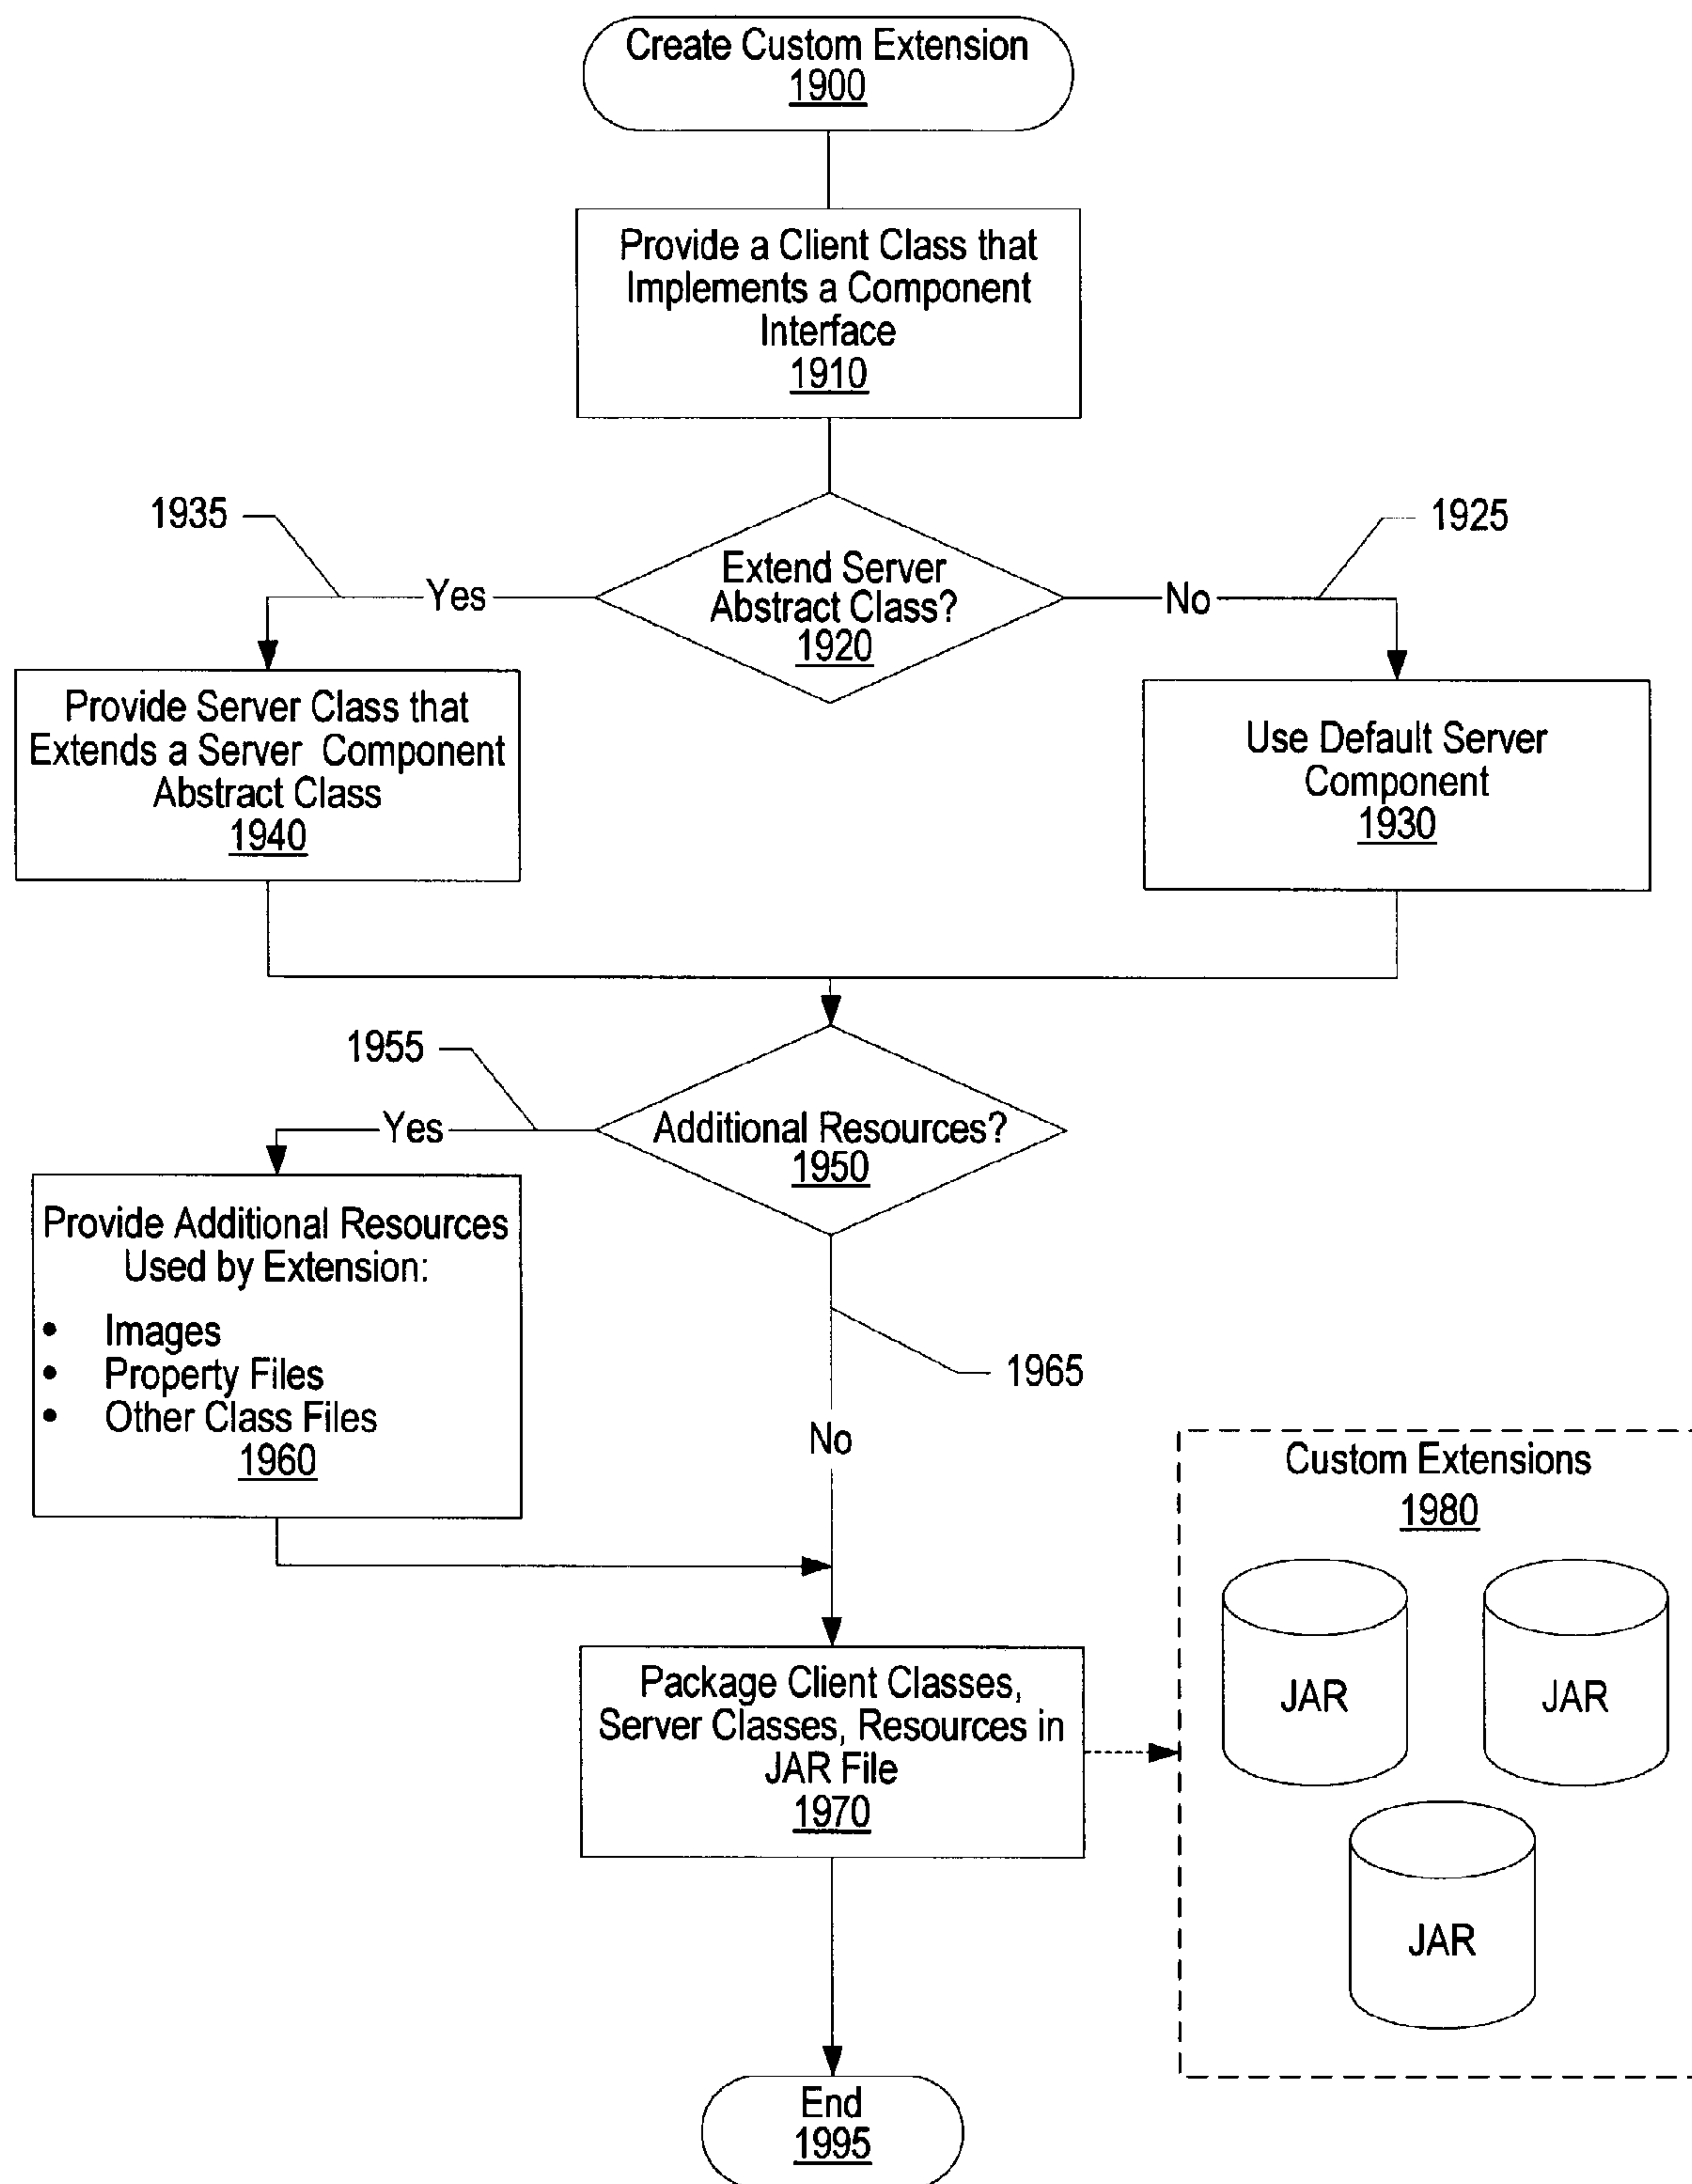 Create Custom Extension
1900
Provide a Client Class that
Implements a Component
Interface
1910
1935
1925
Extend Server
Abstract Class?
1920
Yes
No
Provide Server Class that
Extends a Server Component
Abstract Class
1940
Use Default Server
Component
1930
1955
Additional Resources?
1950
Yes
Provide Additional Resources
Used by Extension:
• Images
• Property Files
• Other Class Files
1960
1965
No
Custom Extensions
1980
JAR
JAR
JAR
Package Client Classes,
Server Classes, Resources in
JAR File
1970
End
1995